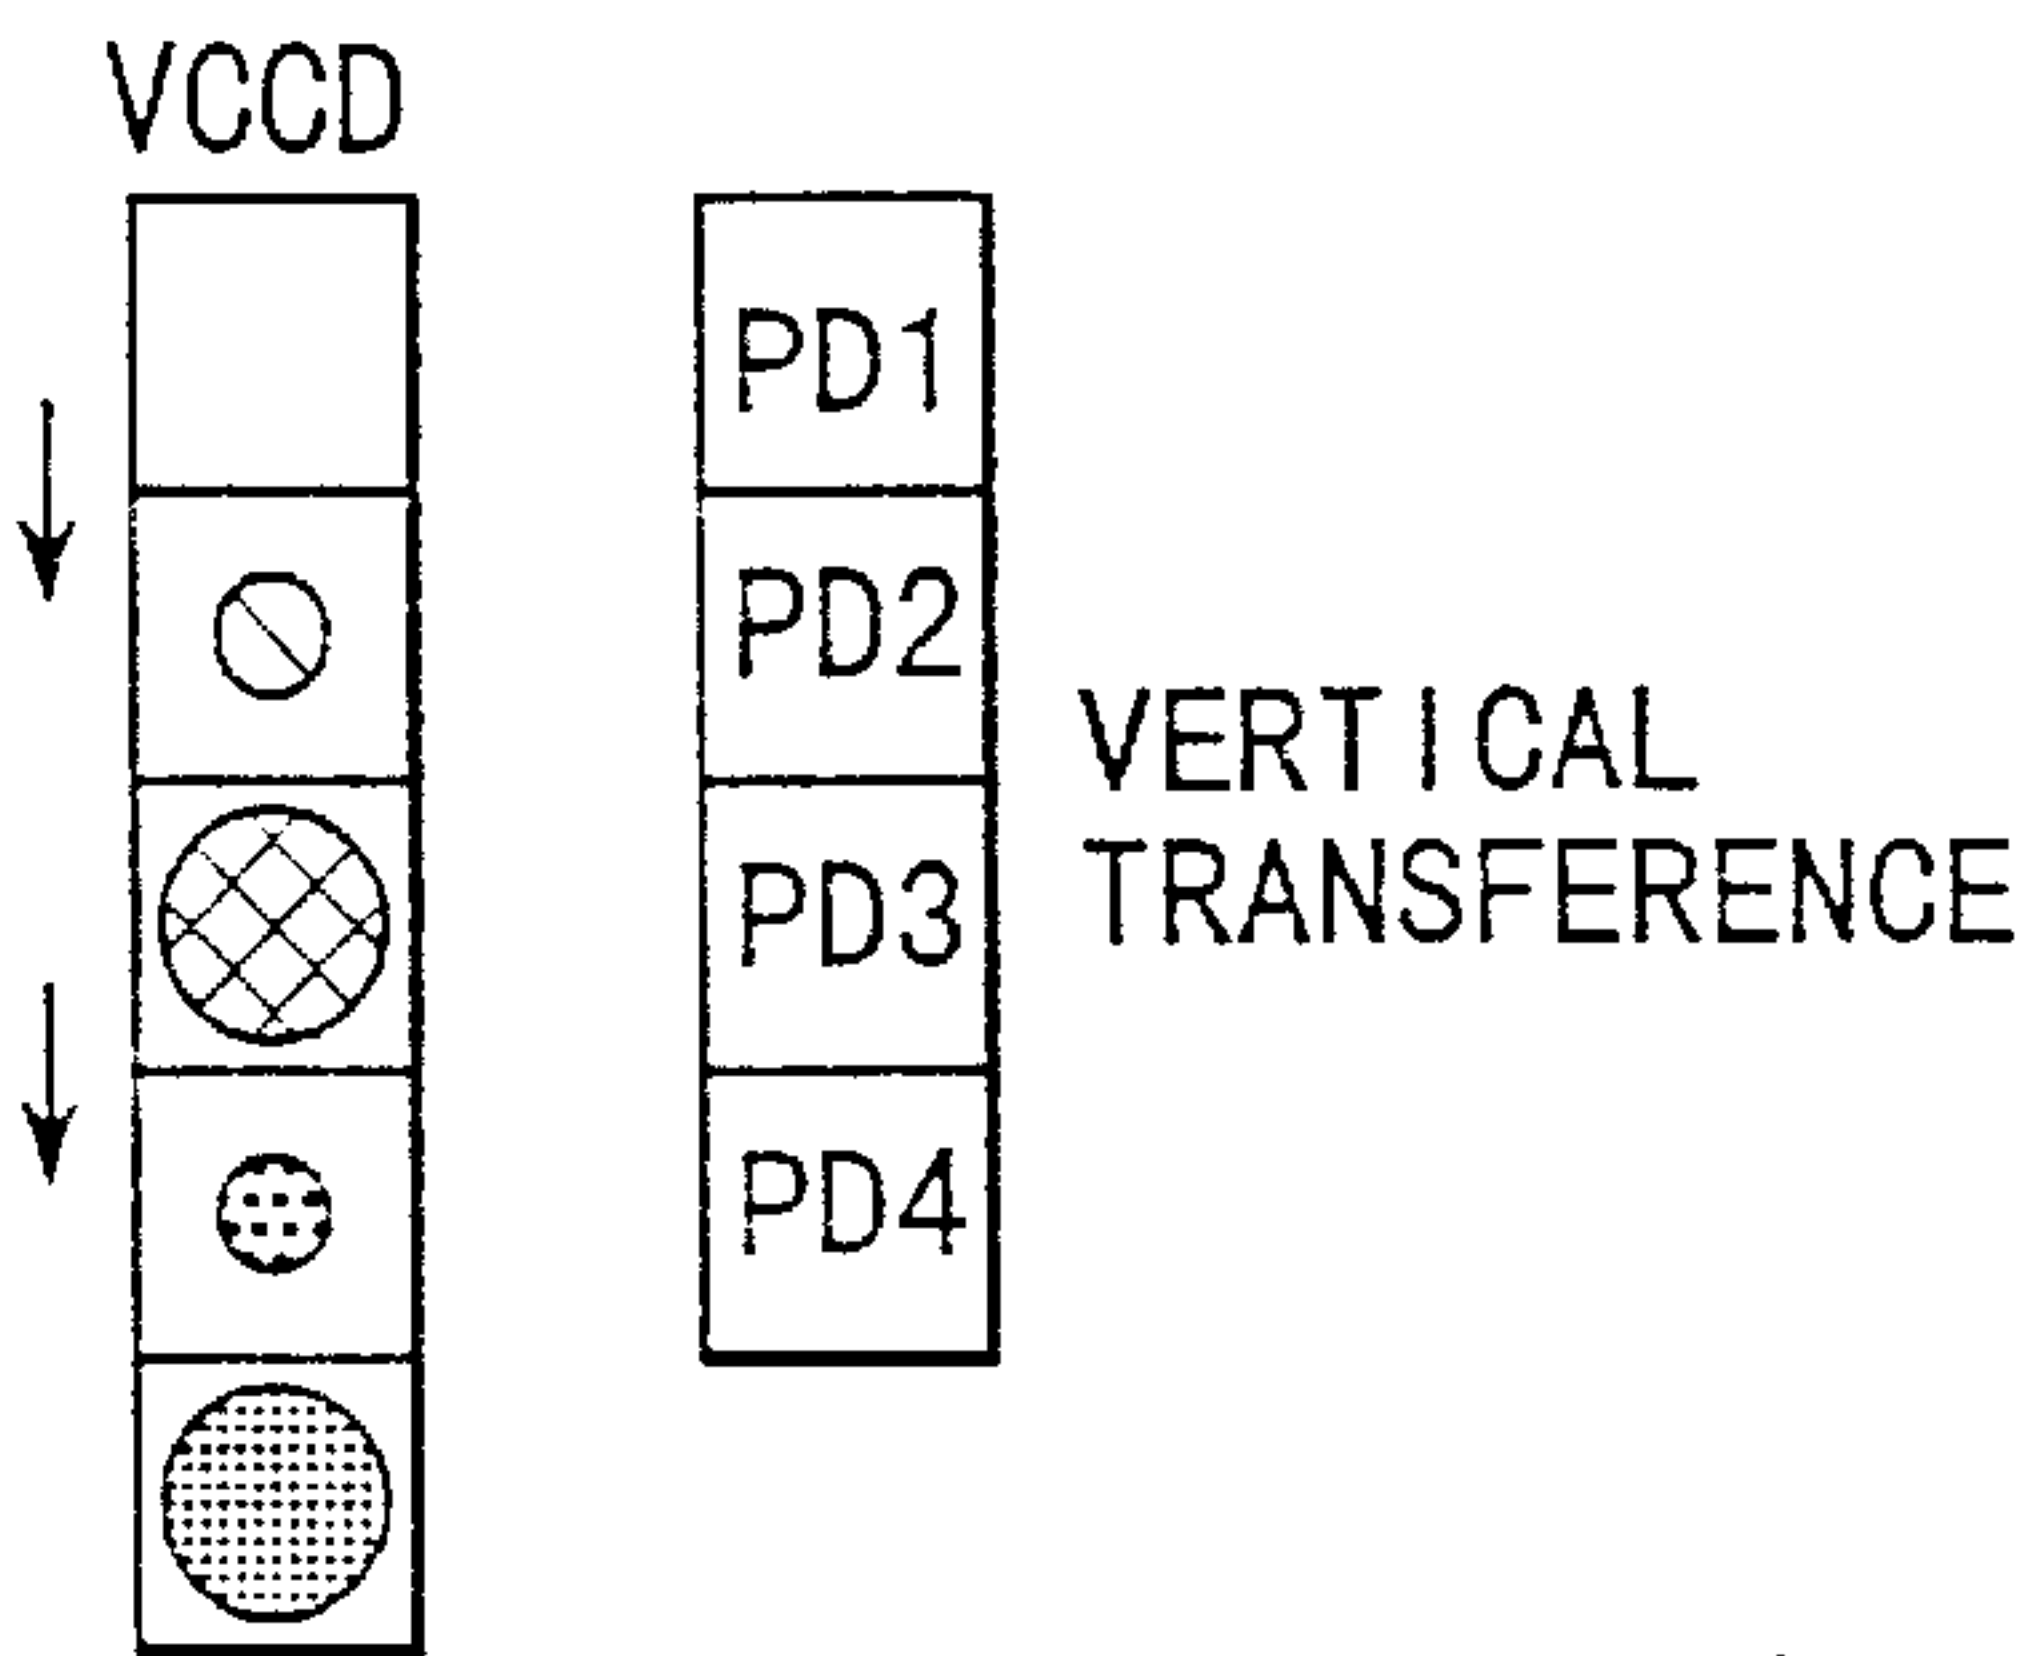 VCCD
PD1
PD2
PD3
PD4
VERTICAL
TRANSFERENCE